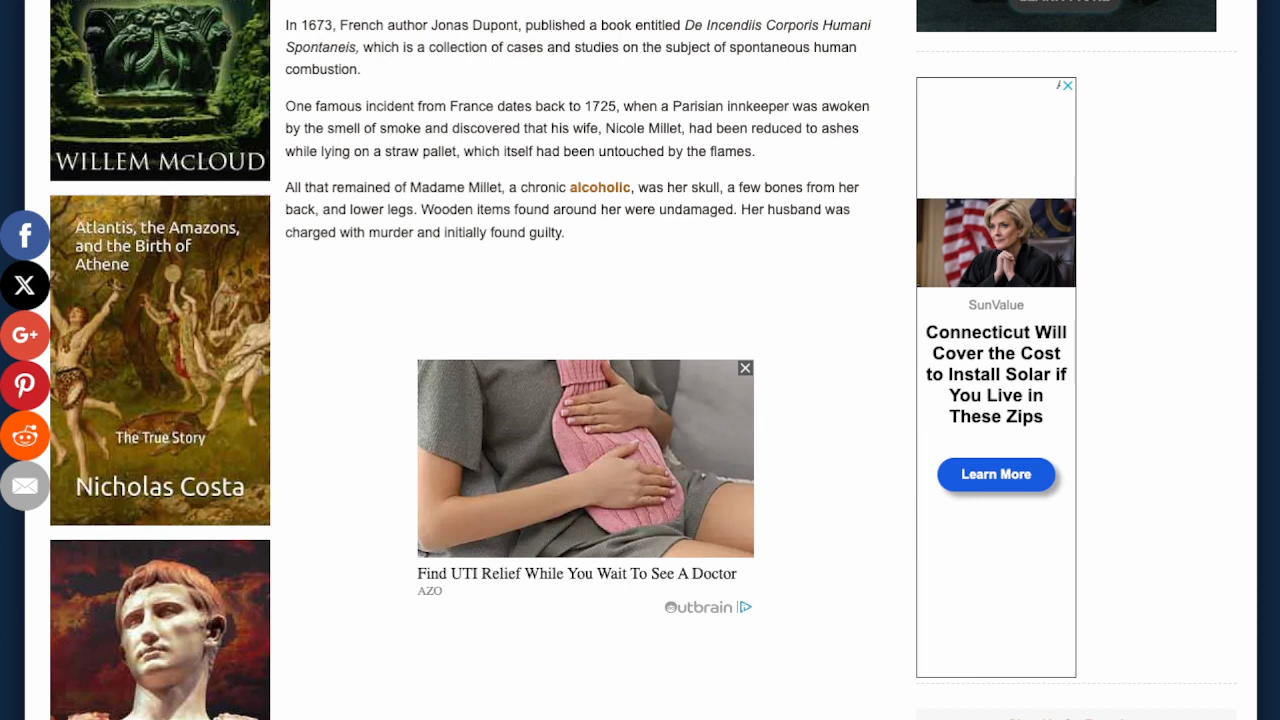 LEARN MORE
In 1673, French author Jonas Dupont, published a book entitled De Incendiis Corporis Humani
Spontaneis, which is a collection of cases and studies on the subject of spontaneous human
combustion.
One famous incident from France dates back to 1725, when a Parisian innkeeper was awoken
by the smell of smoke and discovered that his wife, Nicole Millet, had been reduced to ashes
while lying on a straw pallet, which itself had been untouched by the flames.
All that remained of Madame Millet, a chronic alcoholic, was her skull, a few bones from her
back, and lower legs. Wooden items found around her were undamaged. Her husband was
charged with murder and initially found guilty.
WILLEM McLOUD
Atlantis, the Amazons,
and the Birth of
Athene
The True Story
Nicholas Costa
f
X
G+
Find UTI Relief While You Wait To See A Doctor
AZO
Outbrain
SunValue
Connecticut Will
Cover the Cost
to Install Solar if
You Live in
These Zips
Learn More